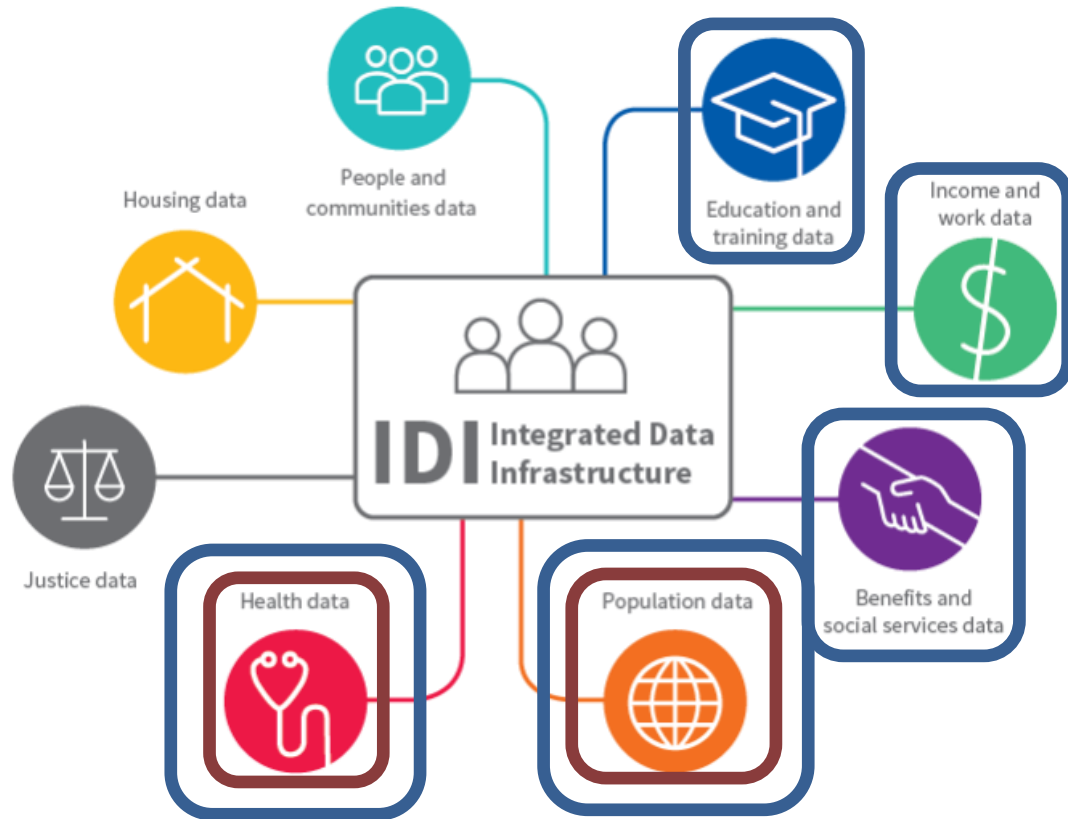 People and
communities data
Education and
training data
Housing data
Income and
work data
IDI
Integrated Data
Infrastructure
Justice data
Health data
Population data
Benefits and
social services data